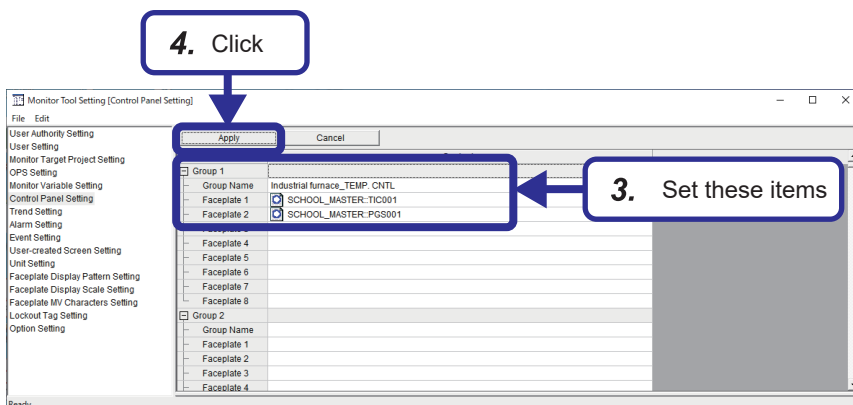 4. Click
Monitor Tool Setting [Control Panel Setting]
File Edit
User Authority Setting
User Setting
Monitor Target Project Setting
OPS Setting
Monitor Variable Setting
Control Panel Setting
Trend Setting
Alarm Setting
Event Setting
User-created Screen Setting
Unit Setting
Faceplate Display Pattern Setting
Faceplate Display Scale Setting
Faceplate MV Characters Setting
Lockout Tag Setting
Option Setting
Apply Cancel
Group 1
Group Name Industrial furnace_TEMP. CNTL
Faceplate 1 SCHOOL_MASTER::TIC001
Faceplate 2 SCHOOL_MASTER::PGS001
Faceplate 4
Faceplate 5
Faceplate 6
Faceplate 7
Faceplate 8
Group 2
Group Name
Faceplate 1
Faceplate 2
Faceplate 3
Faceplate 4
3. Set these items
Ready